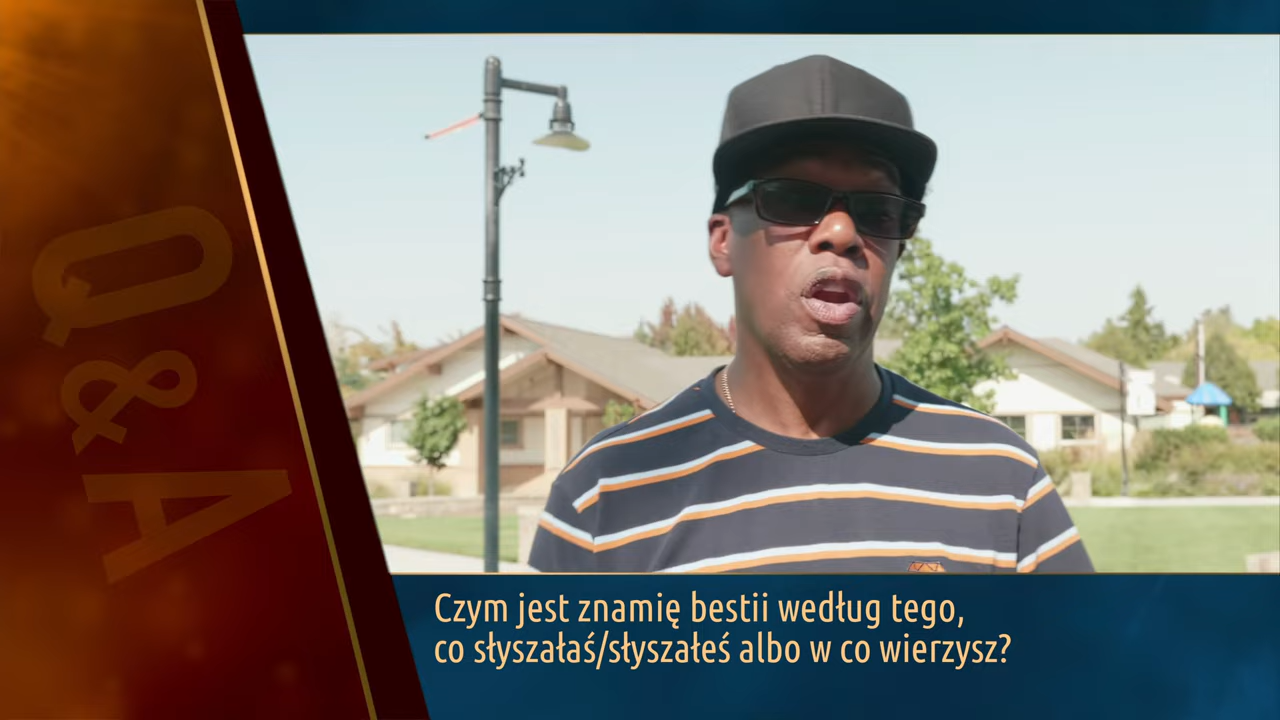 Q&A
Czym jest znamię bestii według tego,
co słyszałaś/słyszałeś albo w co wierzysz?